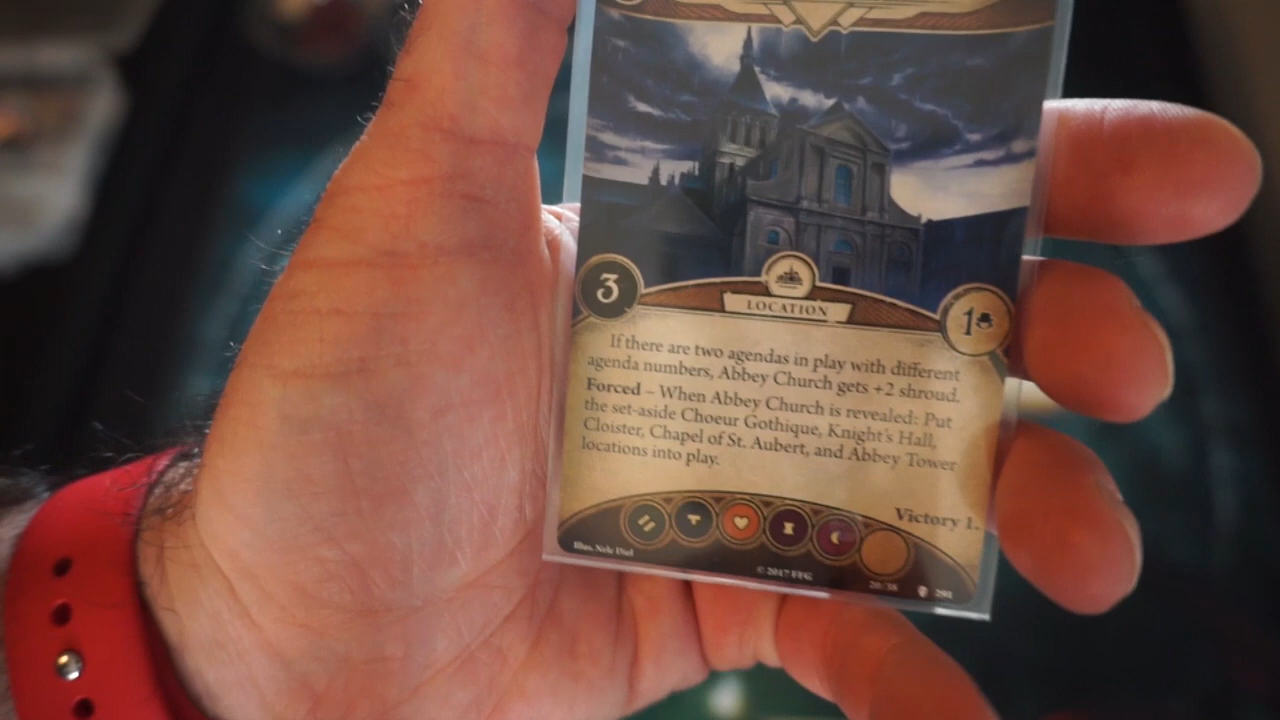 3
LOCATION
1
If there are two agendas in play with different
agenda numbers, Abbey Church gets +2 shroud.
Forced – When Abbey Church is revealed: Put
the set-aside Choeur Gothique, Knight's Hall,
Cloister, Chapel of St. Aubert, and Abbey Tower
locations into play.
Victory 1.
Illus. Nele Diel
© 2017 FFG
20/38
291